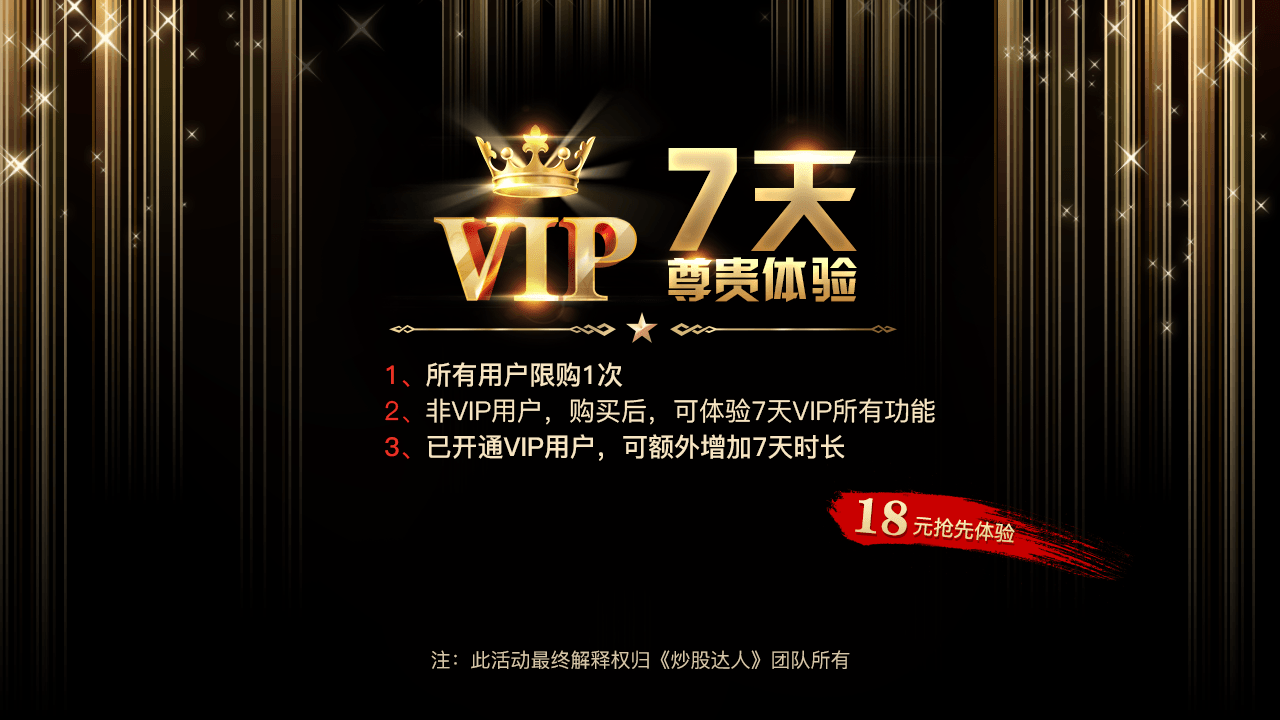 VIP
7天
尊贵体验
1、所有用户限购1次
2、非VIP用户，购买后，可体验7天VIP所有功能
3、已开通VIP用户，可额外增加7天时长
18元抢先体验
注：此活动最终解释权归《炒股达人》团队所有